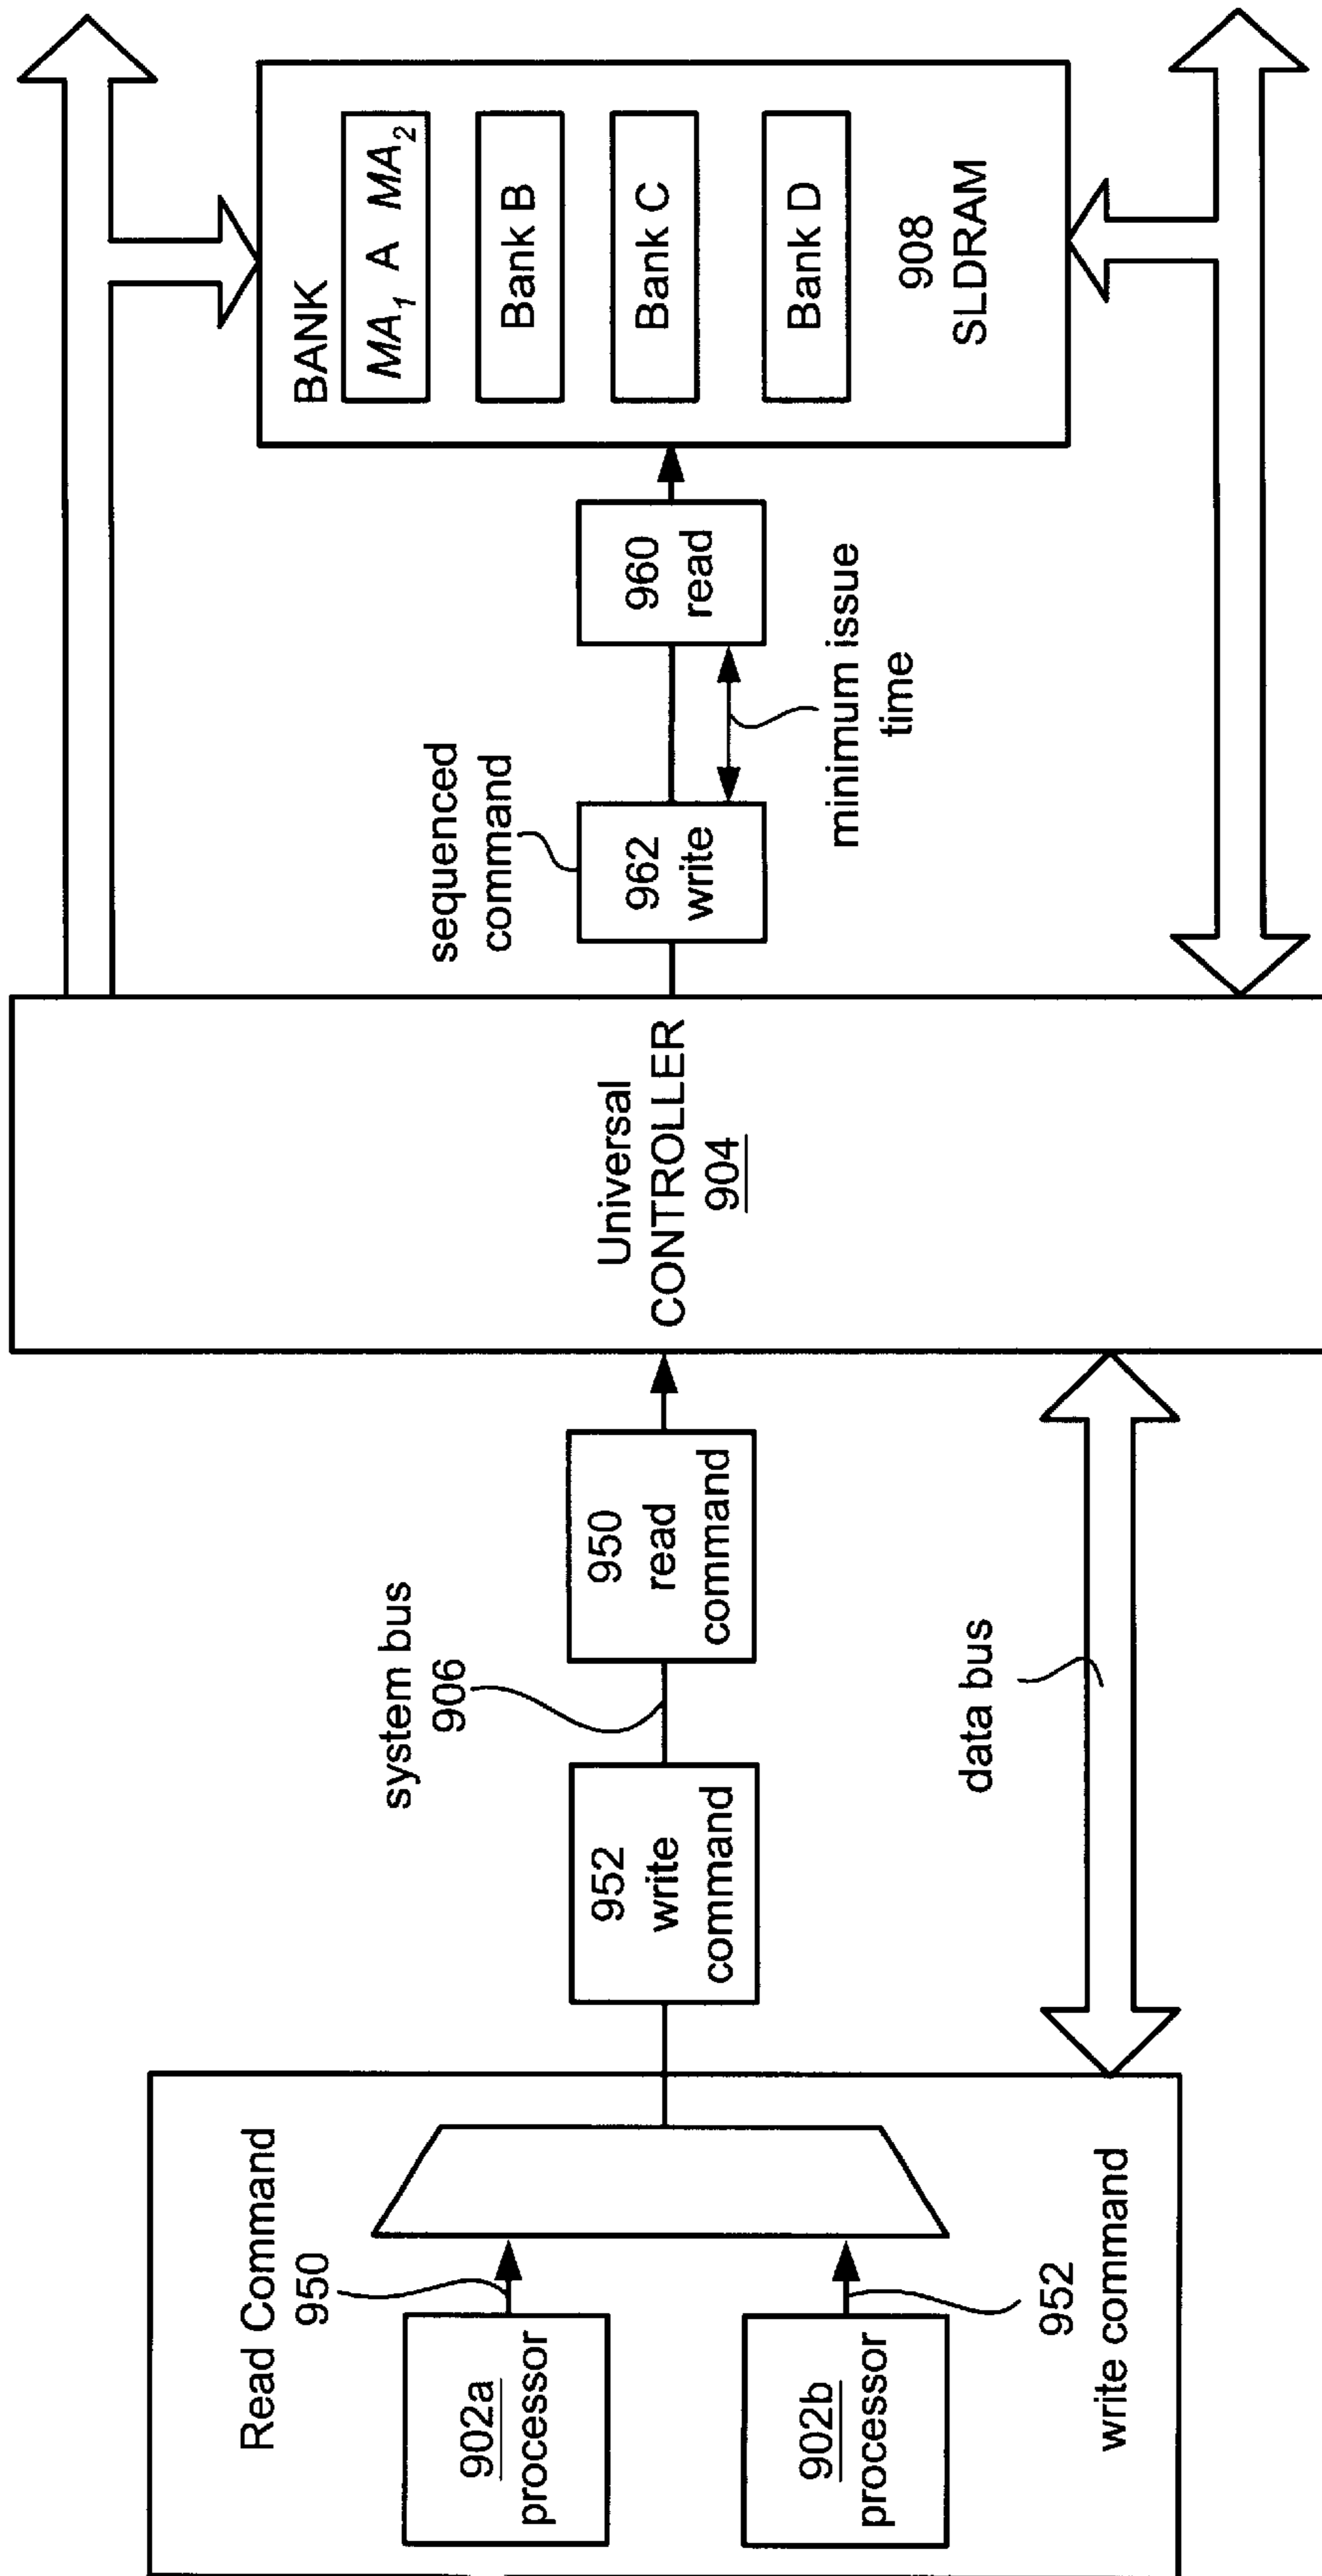 Read Command
950
902a
processor
902b
processor
952
write command
system bus
906
952
write
command
950
read
command
data bus
Universal
CONTROLLER
904
sequenced
command
962
write
960
read
minimum issue
time
BANK
MA1 A MA2
Bank B
Bank C
Bank D
908
SLDRAM